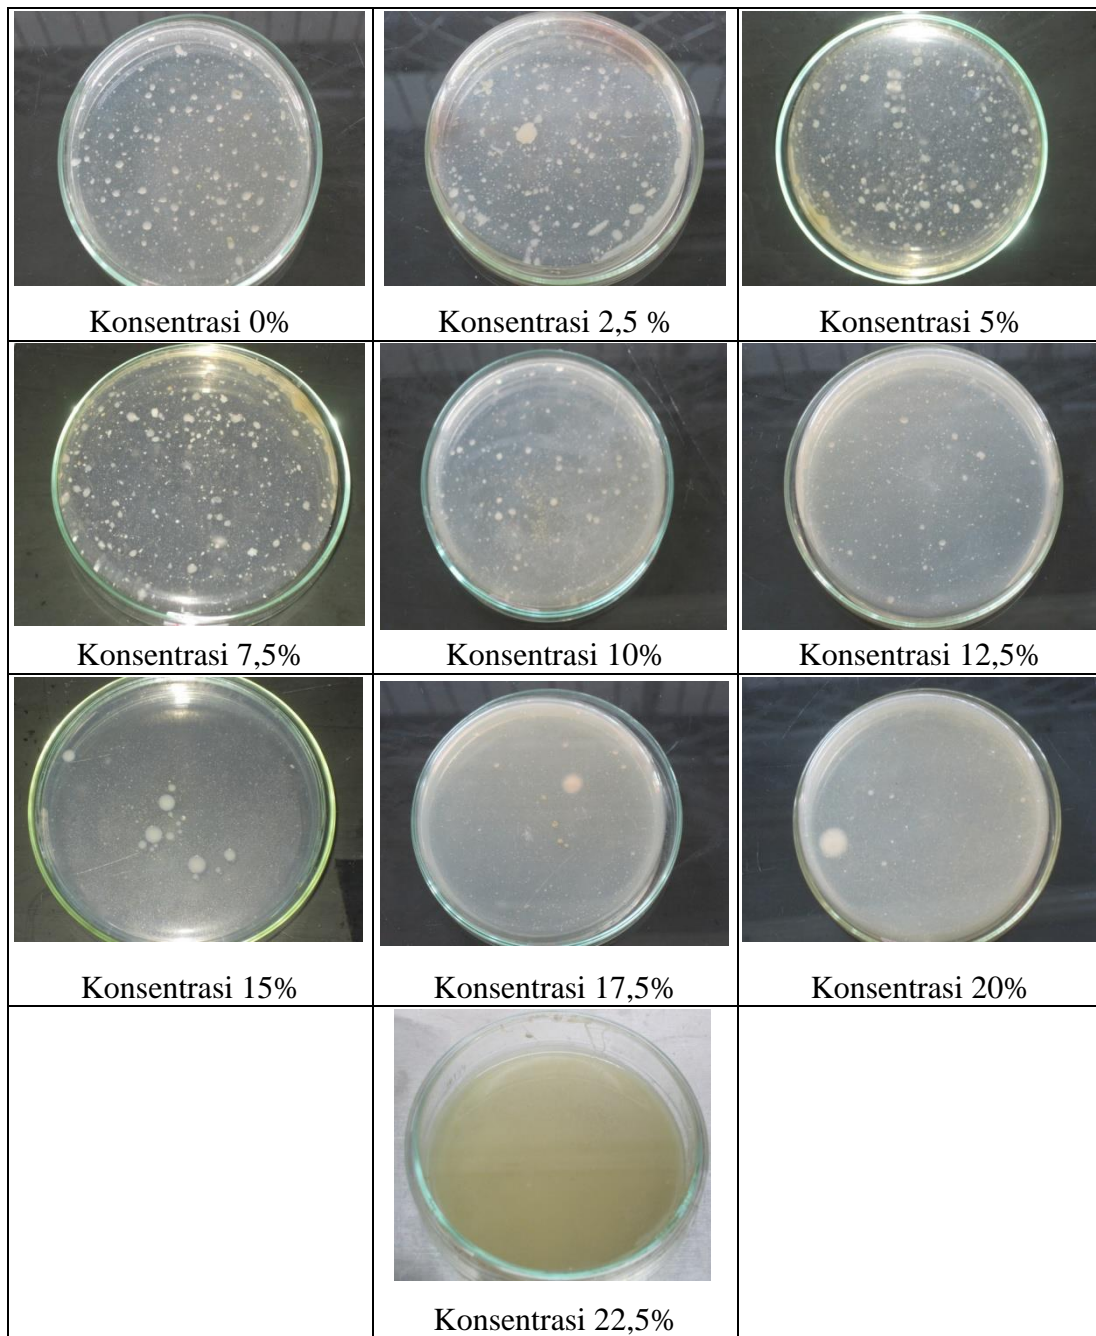 Konsentrasi 0%
Konsentrasi 2,5 %
Konsentrasi 5%
Konsentrasi 7,5%
Konsentrasi 10%
Konsentrasi 12,5%
Konsentrasi 15%
Konsentrasi 17,5%
Konsentrasi 20%
Konsentrasi 22,5%